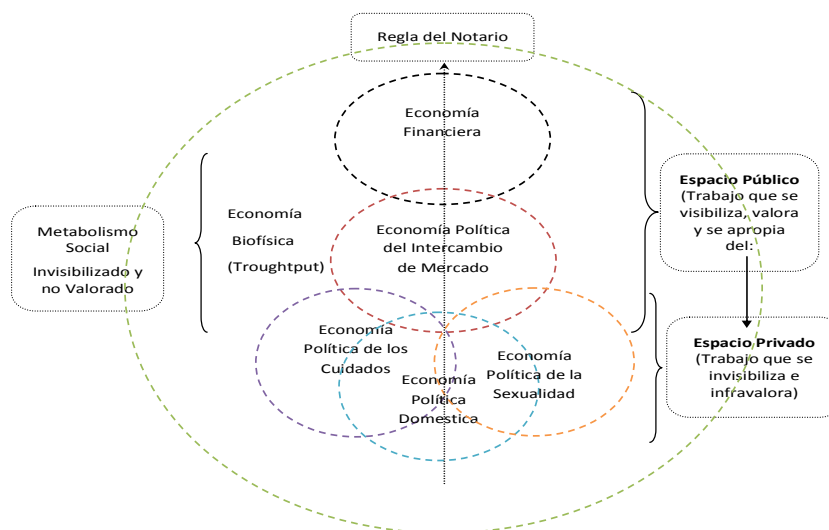 Regla del Notario
Economía
Financiera
Espacio Público
(Trabajo que se
visibiliza, valora
y se apropia
del:
Economía
Biofísica
(Troughtput)
Metabolismo
Social
Invisibilizado y
no Valorado
Economía Política
del Intercambio
de Mercado
Economía
Política de los
Cuidados
Economía
Política
Domestica
Economía
Política de la
Sexualidad
Espacio Privado
(Trabajo que se
invisibiliza e
infravalora)